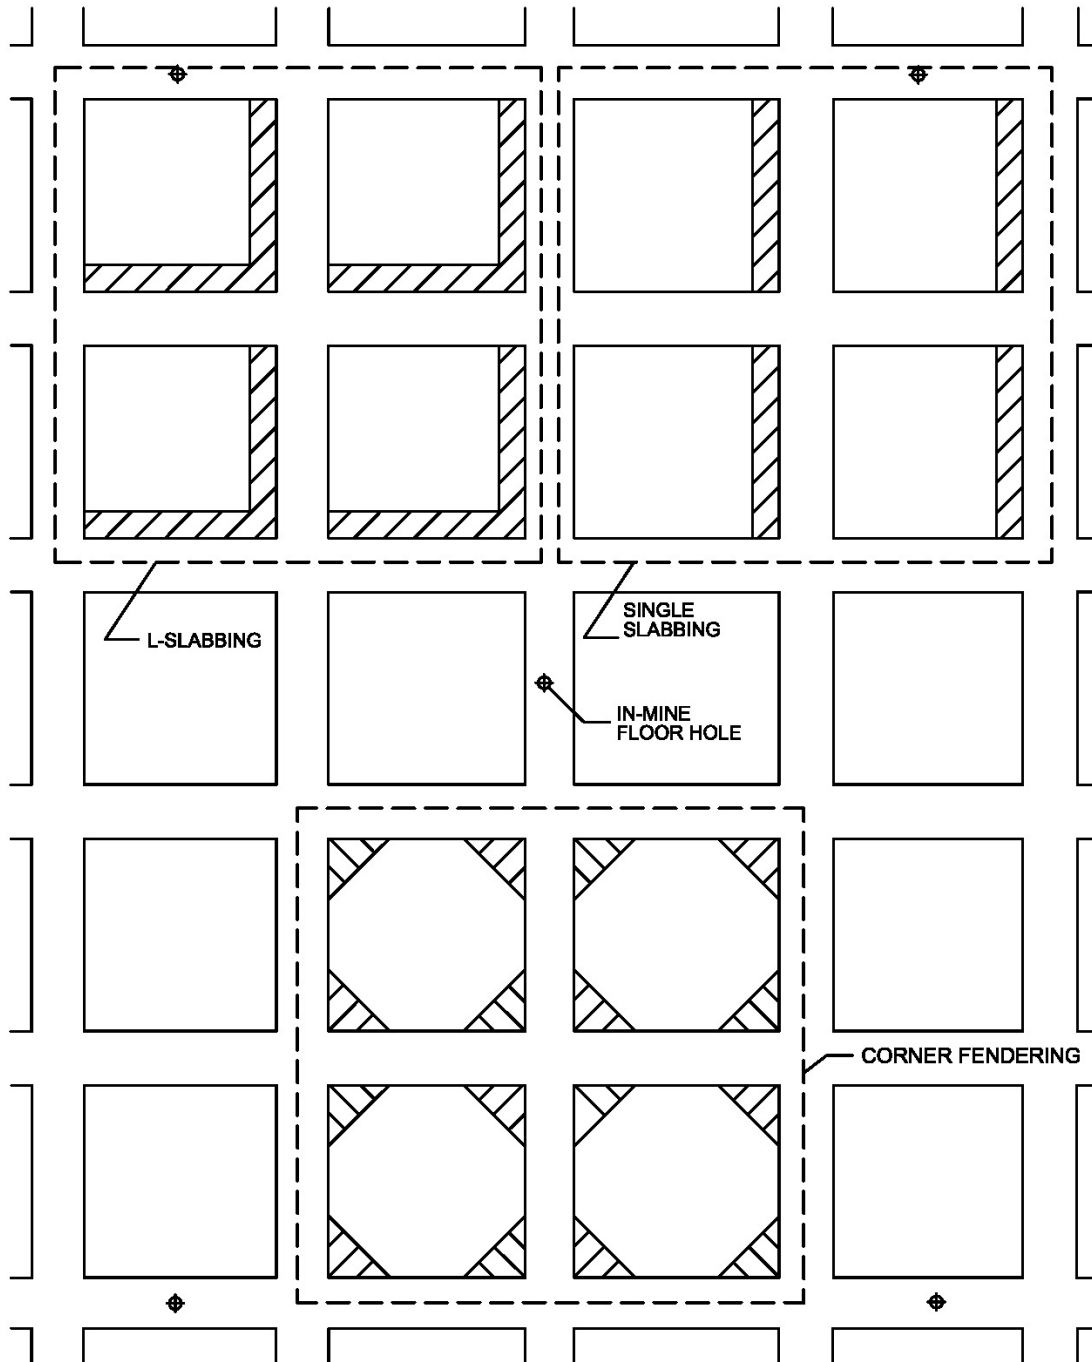 L-SLABBING
SINGLE
SLABBING
IN-MINE
FLOOR HOLE
CORNER FENDERING